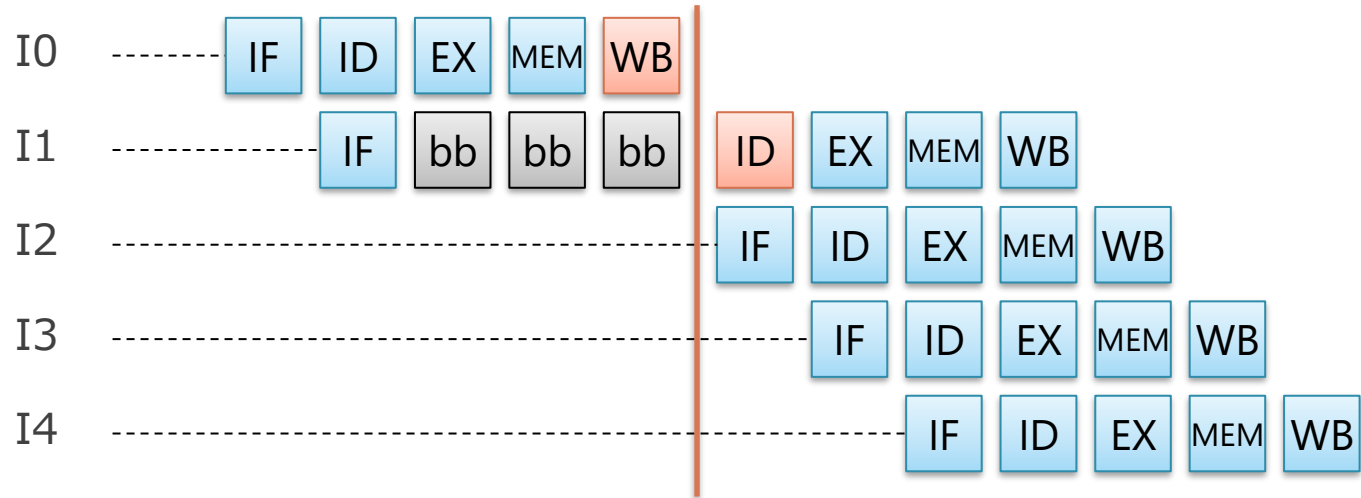 I0 IF ID EX MEM WB
I1 IF bb bb bb ID EX MEM WB
I2 IF ID EX MEM WB
I3 IF ID EX MEM WB
I4 IF ID EX MEM WB